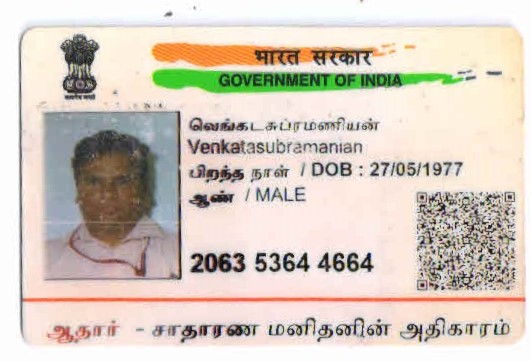 भारत सरकार
GOVERNMENT OF INDIA
வெங்கடசுப்ரமணியன்
Venkatasubramanian
பிறந்த நாள் / DOB : 27/05/1977
ஆண் / MALE
2063 5364 4664
ஆதார் - சாதாரண மனிதனின் அதிகாரம்